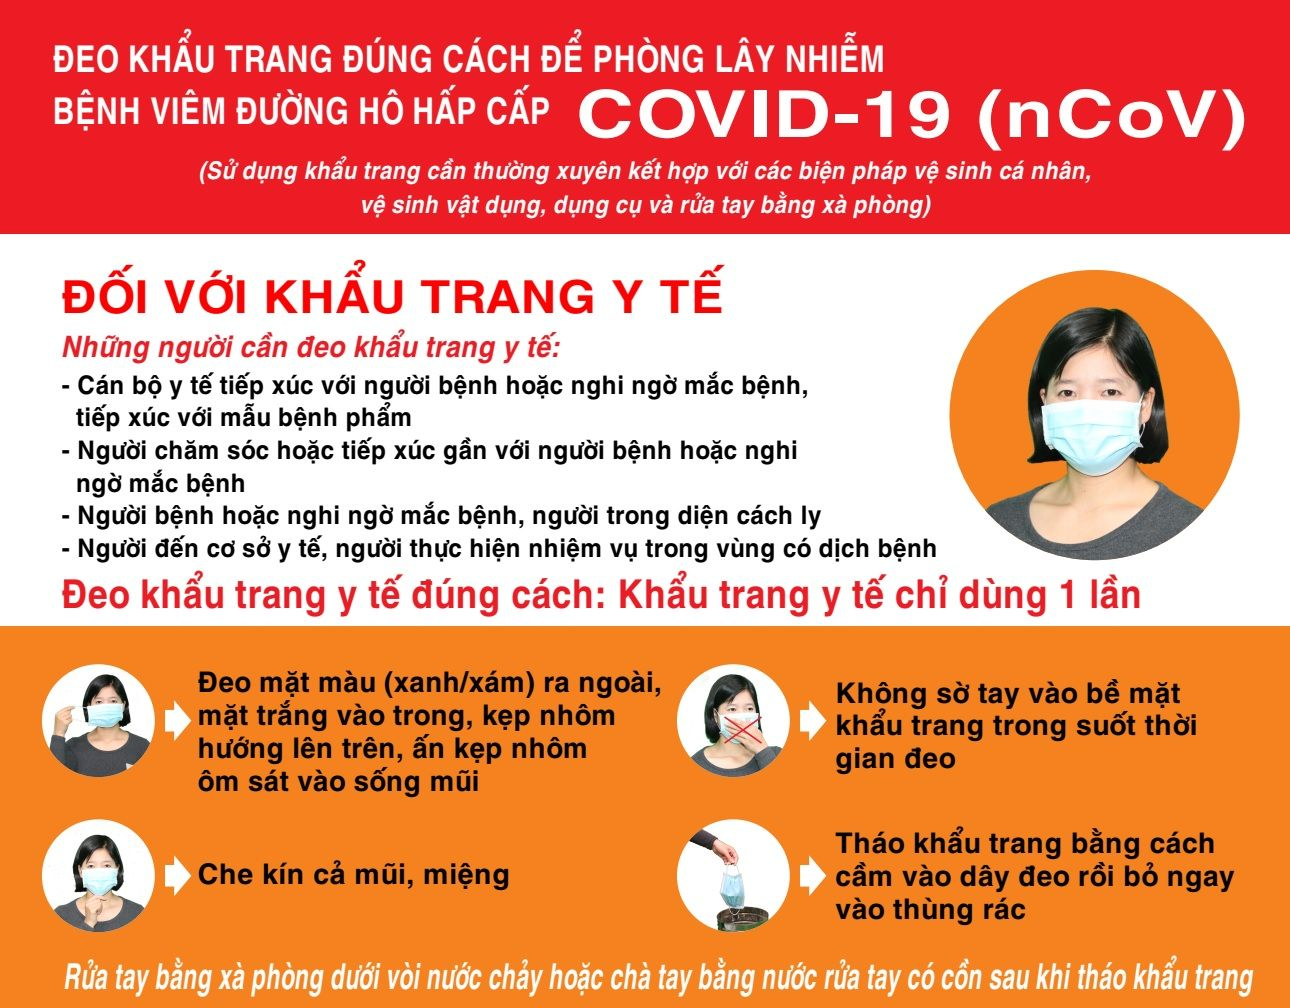 ĐEO KHẨU TRANG ĐÚNG CÁCH ĐỂ PHÒNG LÂY NHIỄM
BỆNH VIÊM ĐƯỜNG HÔ HẤP CẤP COVID-19 (nCoV)
(Sử dụng khẩu trang cần thường xuyên kết hợp với các biện pháp vệ sinh cá nhân,
vệ sinh vật dụng, dụng cụ và rửa tay bằng xà phòng)
ĐỐI VỚI KHẨU TRANG Y TẾ
Những người cần đeo khẩu trang y tế:
- Cán bộ y tế tiếp xúc với người bệnh hoặc nghi ngờ mắc bệnh,
tiếp xúc với mẫu bệnh phẩm
- Người chăm sóc hoặc tiếp xúc gần với người bệnh hoặc nghi
ngờ mắc bệnh
- Người bệnh hoặc nghi ngờ mắc bệnh, người trong diện cách ly
- Người đến cơ sở y tế, người thực hiện nhiệm vụ trong vùng có dịch bệnh
Đeo khẩu trang y tế đúng cách: Khẩu trang y tế chỉ dùng 1 lần
Đeo mặt màu (xanh/xám) ra ngoài,
mặt trắng vào trong, kẹp nhôm
hướng lên trên, ấn kẹp nhôm
ôm sát vào sống mũi
Không sờ tay vào bề mặt
khẩu trang trong suốt thời
gian đeo
Che kín cả mũi, miệng
Tháo khẩu trang bằng cách
cầm vào dây đeo rồi bỏ ngay
vào thùng rác
Rửa tay bằng xà phòng dưới vòi nước chảy hoặc chà tay bằng nước rửa tay có cồn sau khi tháo khẩu trang